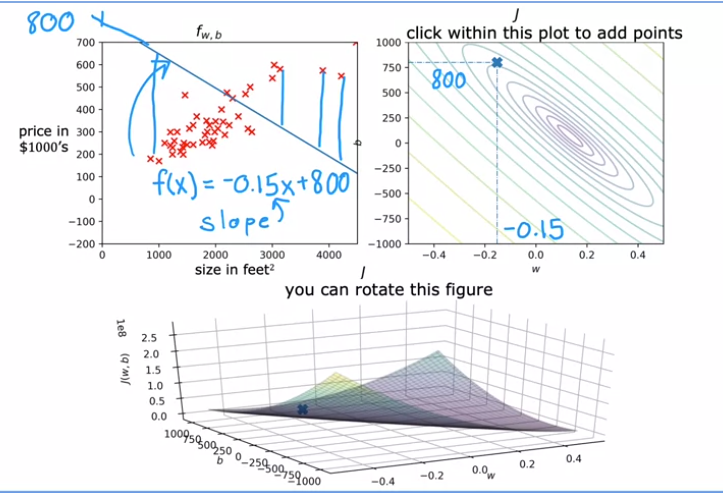 800
f_{w,b}
700
600
500
400
300
200
100
0
−100
−200
price in
$1000's
0 1000 2000 3000 4000
size in feet²
f(x) = -0.15x+800
slope
J
click within this plot to add points
1000
750
500
250
0
−250
−500
−750
−1000
b
800
-0.15
−0.4 −0.2 0.0 0.2 0.4
w
J
you can rotate this figure
1e8
J(w,b)
2.5
2.0
1.5
1.0
0.5
0.0
1000
750
500
250
0
−250
−500
−750
−1000
b
−0.4 −0.2 0.0 0.2 0.4
w